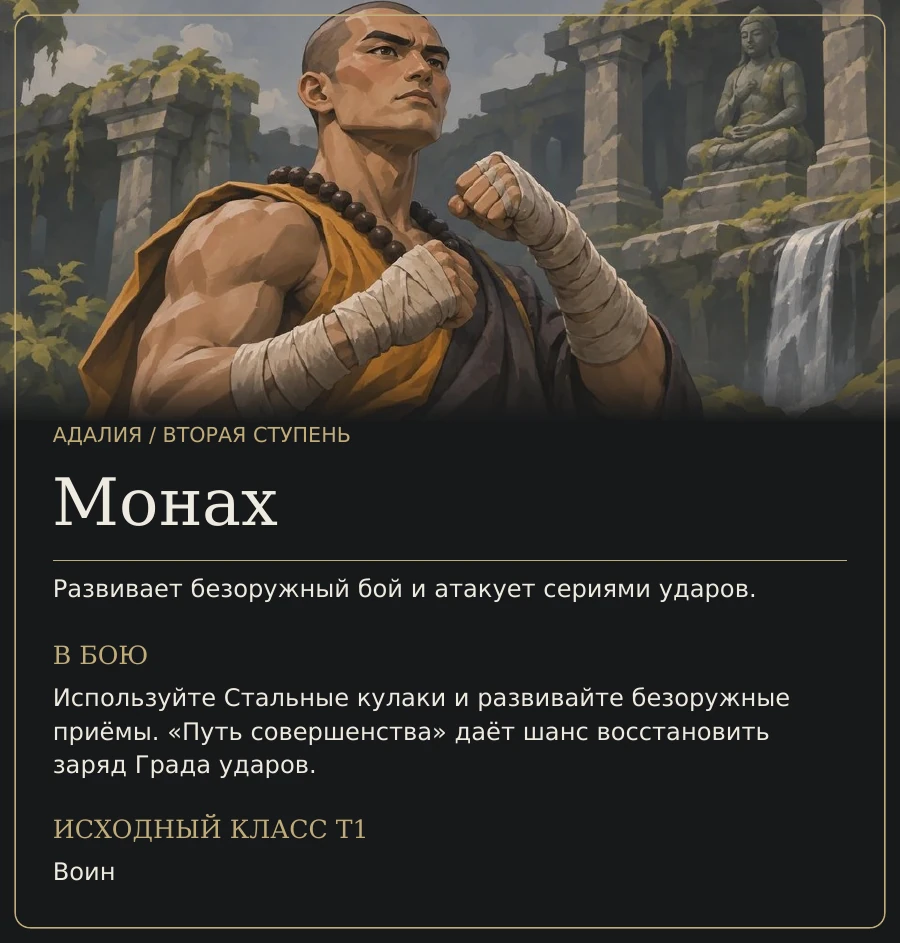 АДАЛИЯ / ВТОРАЯ СТУПЕНЬ
Монах
Развивает безоружный бой и атакует сериями ударов.
В БОЮ
Используйте Стальные кулаки и развивайте безоружные
приёмы. «Путь совершенства» даёт шанс восстановить
заряд Града ударов.
ИСХОДНЫЙ КЛАСС T1
Воин